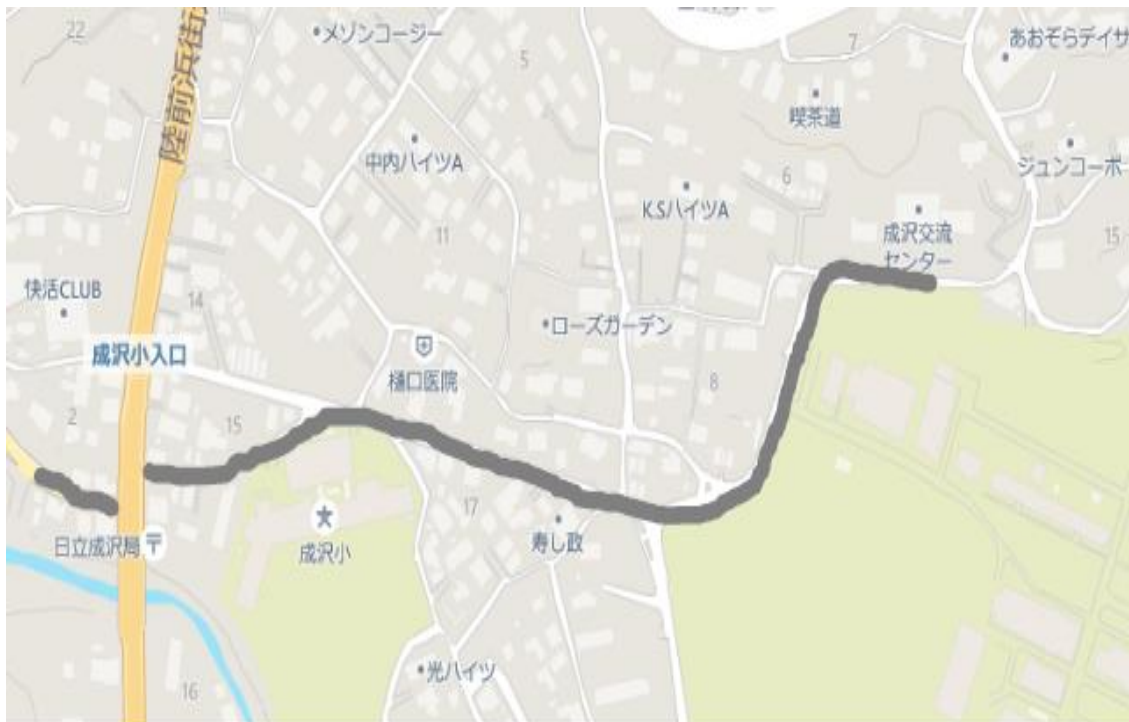 22
メゾンコージー
5
7
あおぞらデイサ
陸前浜街
喫茶道
中内ハイツA
ジュンコーポ
6
K.SハイツA
11
成沢交流
センター
15
快活CLUB
14
ローズガーデン
成沢小入口
樋口医院
8
2
15
17
日立成沢局
成沢小
寿し政
光ハイツ
16